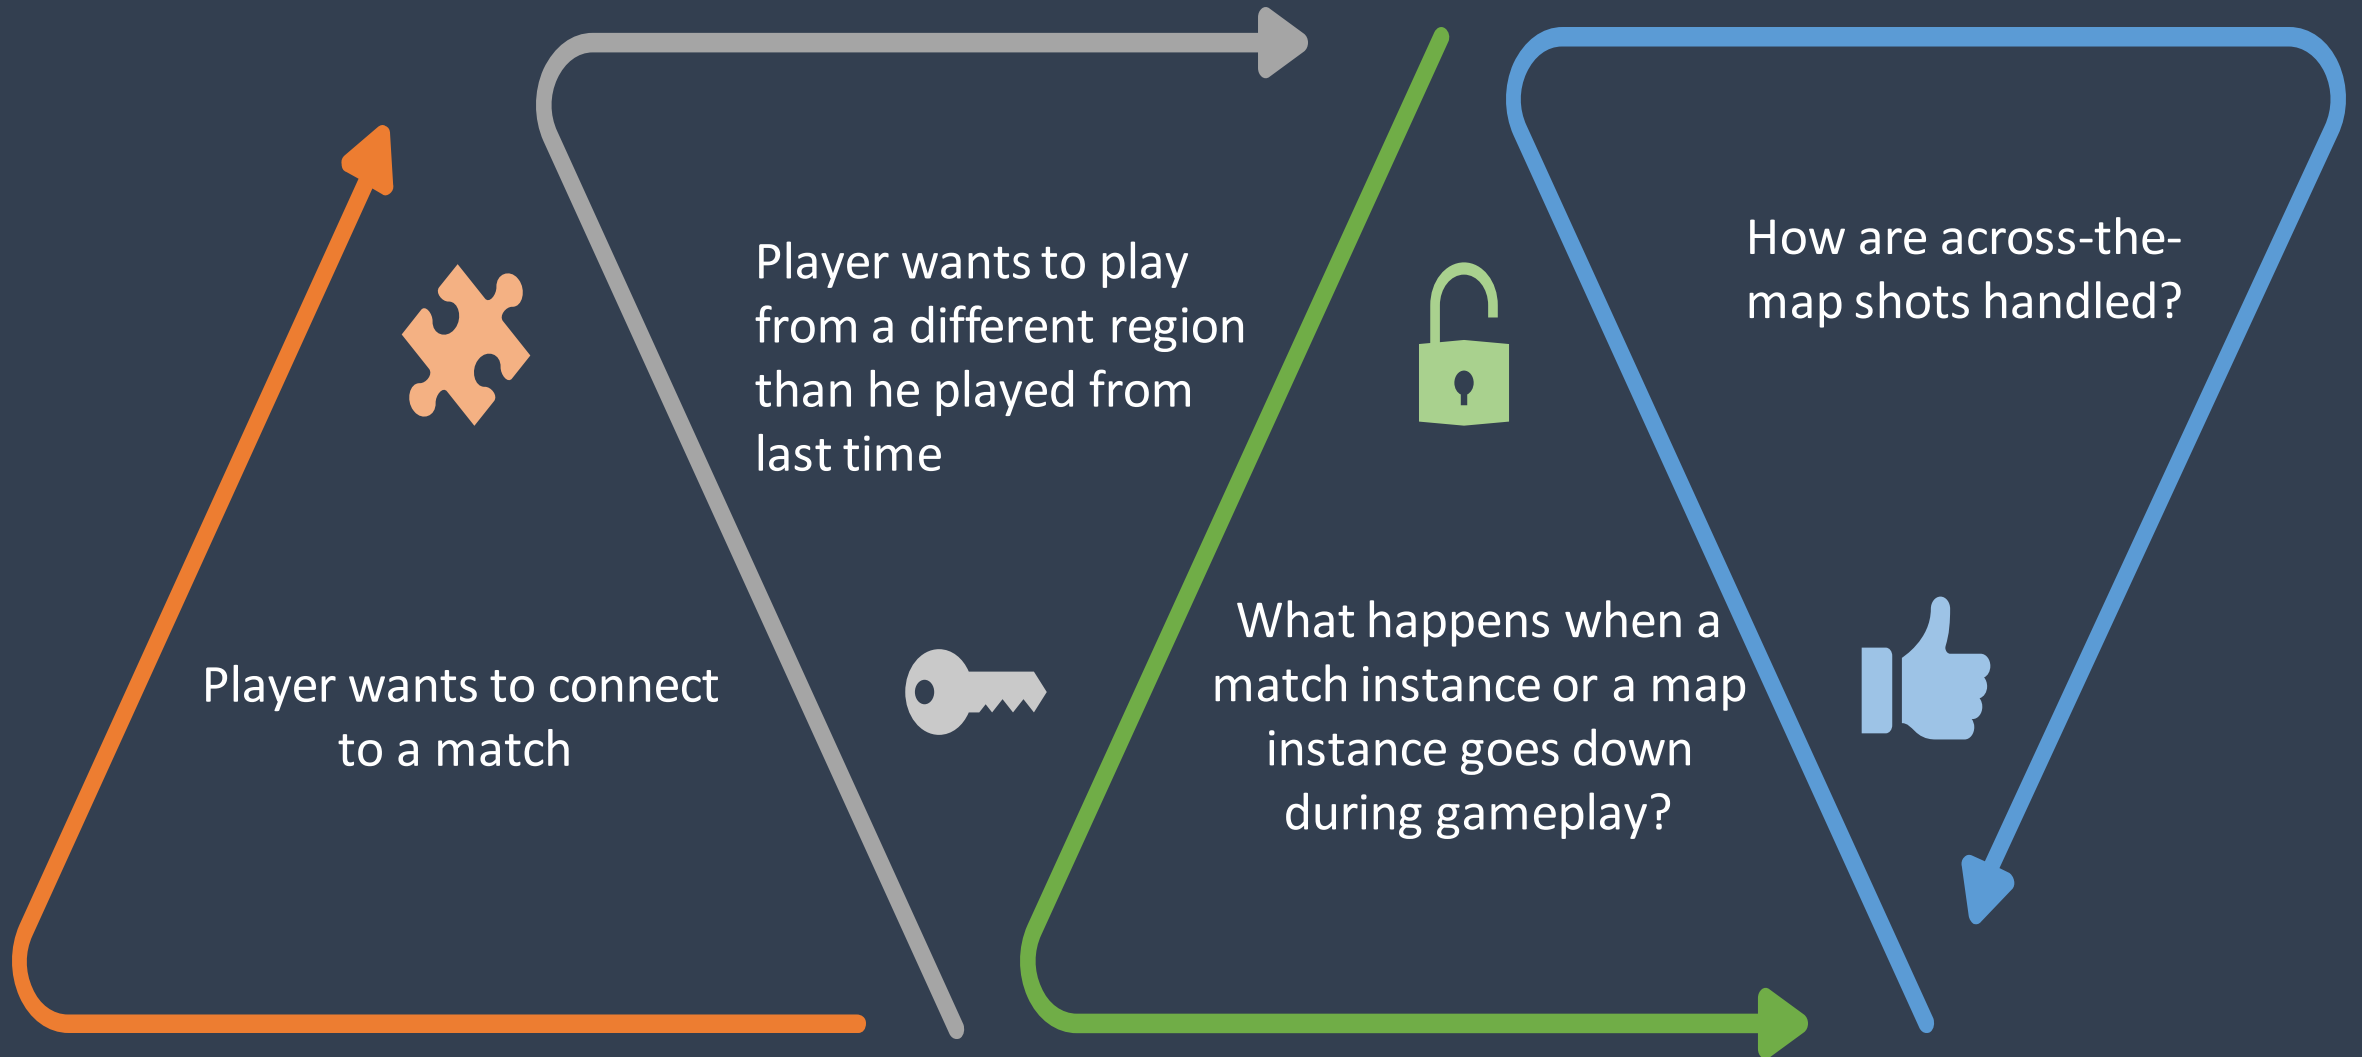 Player wants to connect
to a match
Player wants to play
from a different region
than he played from
last time
What happens when a
match instance or a map
instance goes down
during gameplay?
How are across-the-
map shots handled?